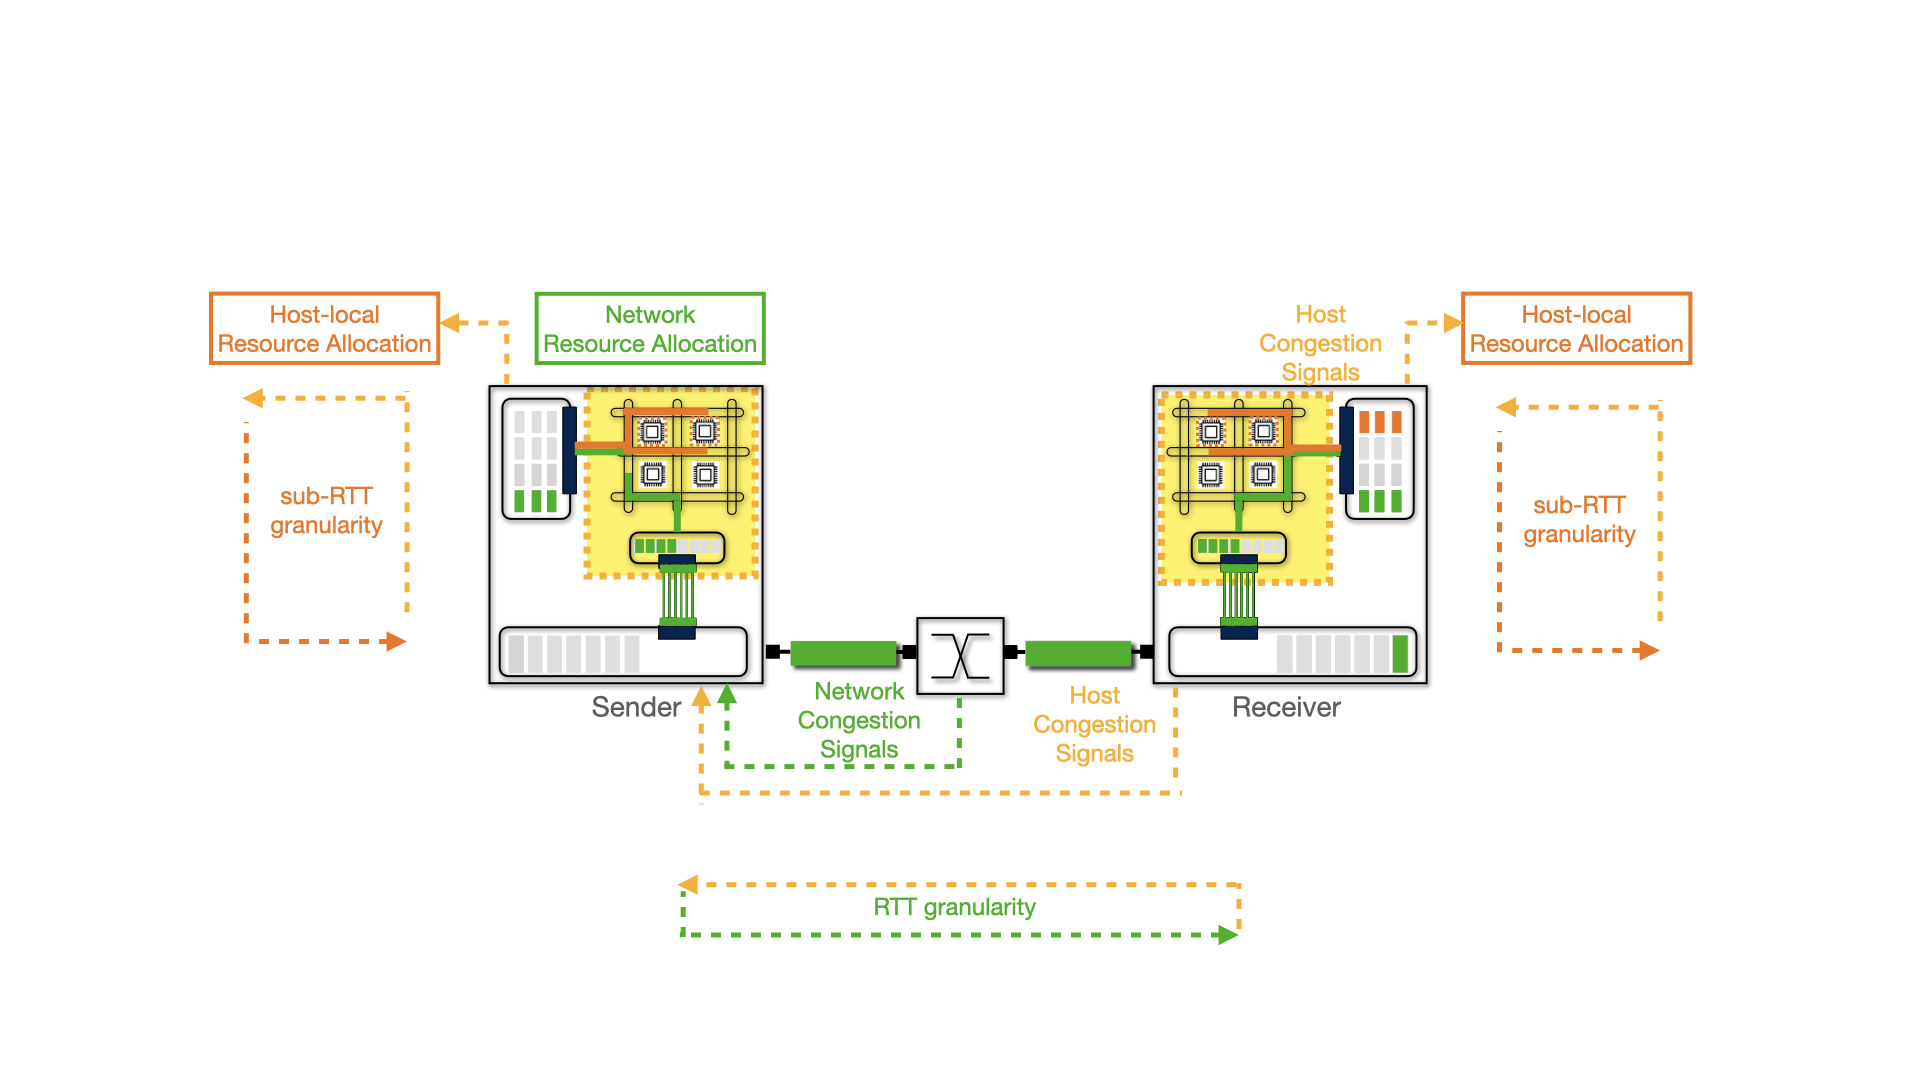 Host-local
Resource Allocation
Network
Resource Allocation
Host
Congestion
Signals
Host-local
Resource Allocation
sub-RTT
granularity
sub-RTT
granularity
Sender
Receiver
Network
Congestion
Signals
Host
Congestion
Signals
RTT granularity